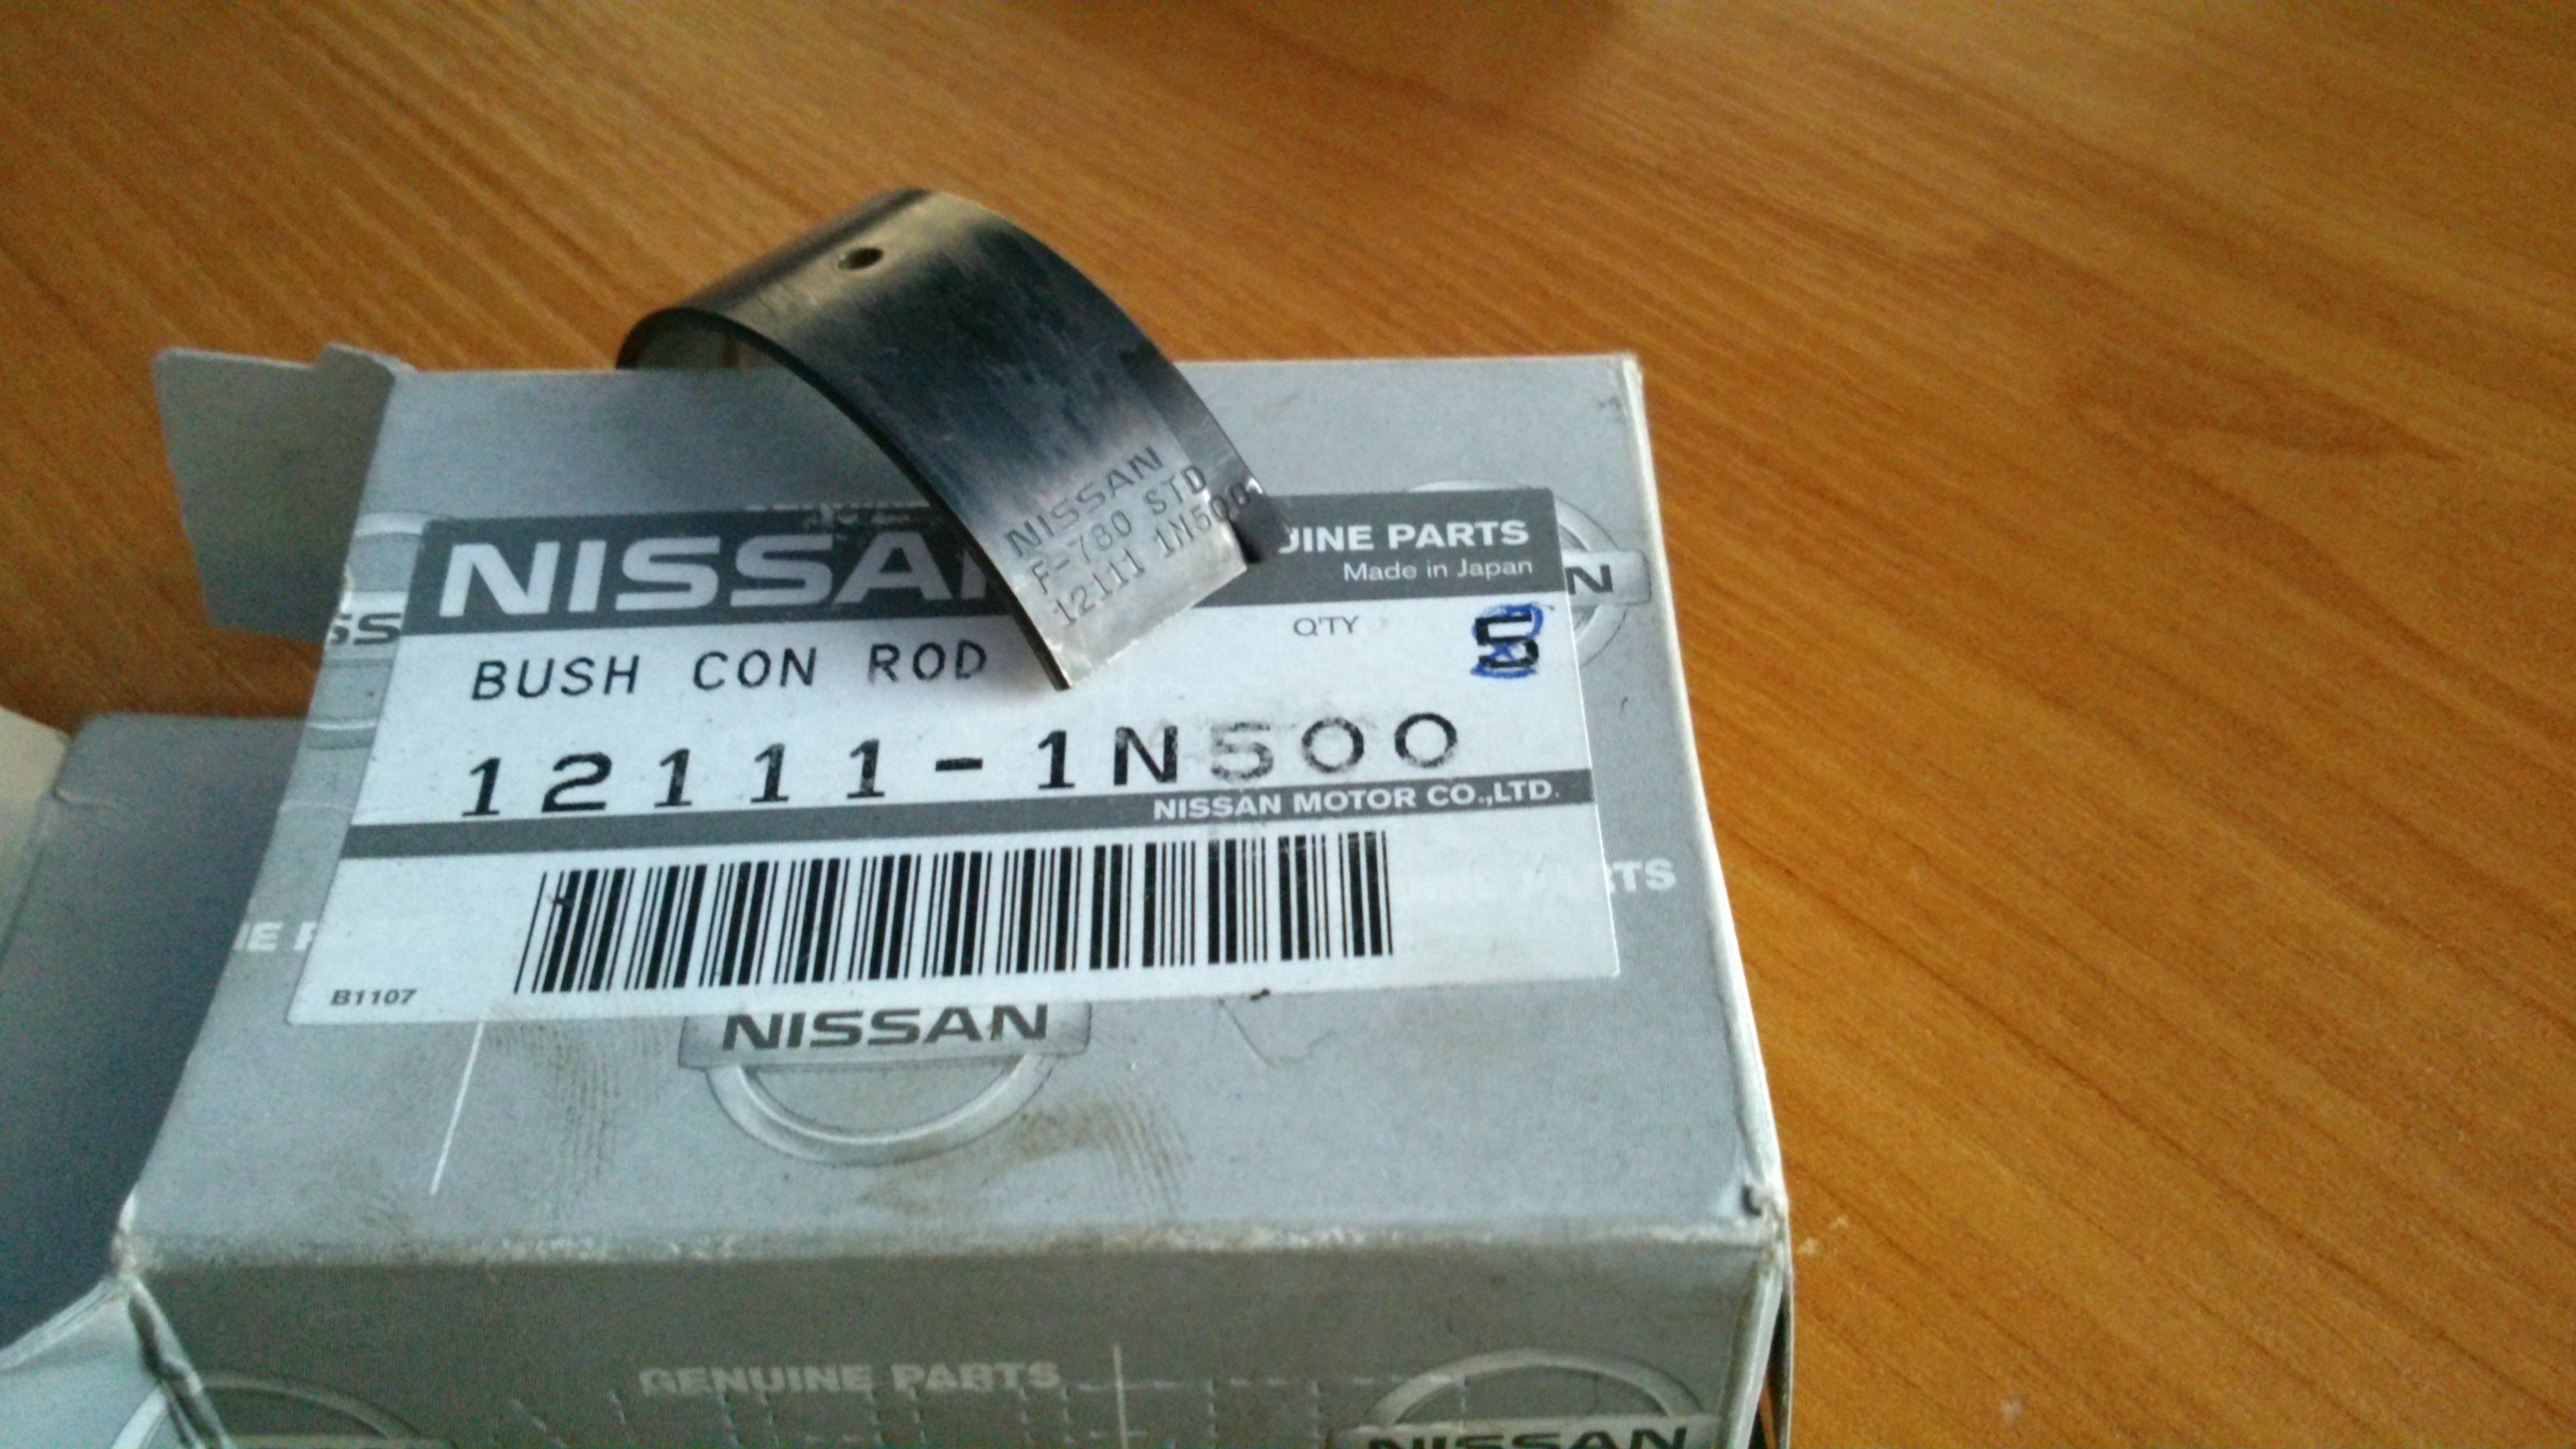 NISSAN
F-780 STD
12111 1N500
NISSAN
PARTS
Made in Japan
Q'TY
BUSH CON ROD
12111-1N500
NISSAN MOTOR CO.,LTD.
B1107
NISSAN
GENUINE PARTS
NISSAN